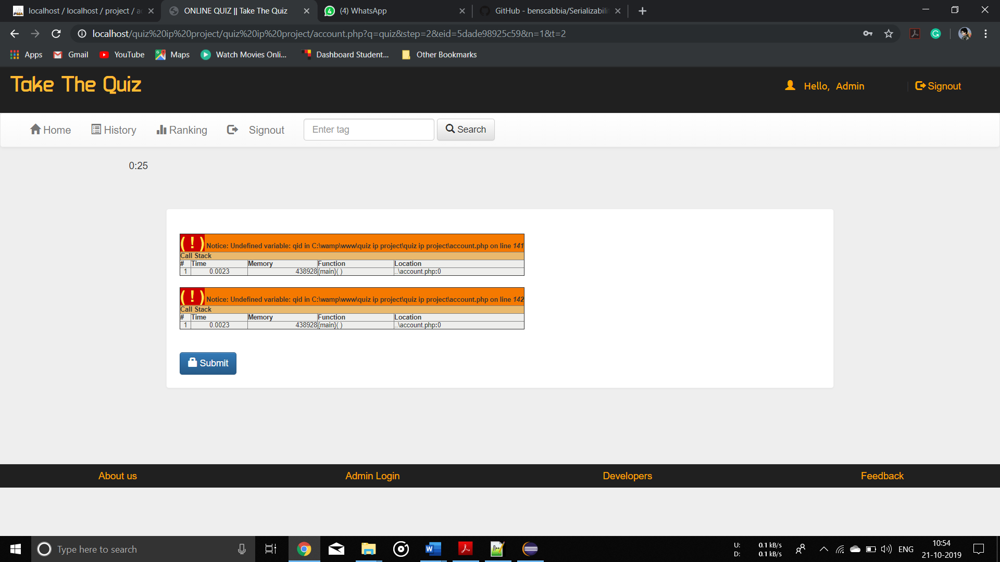 localhost / localhost / project / ac
ONLINE QUIZ || Take The Quiz
(4) WhatsApp
GitHub - benscabbia/Serializabilit
localhost/quiz%20ip%20project/quiz%20ip%20project/account.php?q=quiz&step=2&eid=5dade98925c59&n=1&t=2
Apps
Gmail
YouTube
Maps
Watch Movies Onli...
Dashboard Student...
Other Bookmarks
Take The Quiz
Hello, Admin
Signout
Home
History
Ranking
Signout
Enter tag
Search
0:25
( ! ) Notice: Undefined variable: qid in C:\wamp\www\quiz ip project\quiz ip project\account.php on line 141
Call Stack
# Time Memory Function Location
1 0.0023 438928 {main}( ) ..\account.php:0
( ! ) Notice: Undefined variable: qid in C:\wamp\www\quiz ip project\quiz ip project\account.php on line 142
Call Stack
# Time Memory Function Location
1 0.0023 438928 {main}( ) ..\account.php:0
Submit
About us
Admin Login
Developers
Feedback
Type here to search
U: 0.1 kB/s
D: 0.1 kB/s
ENG
10:54
21-10-2019